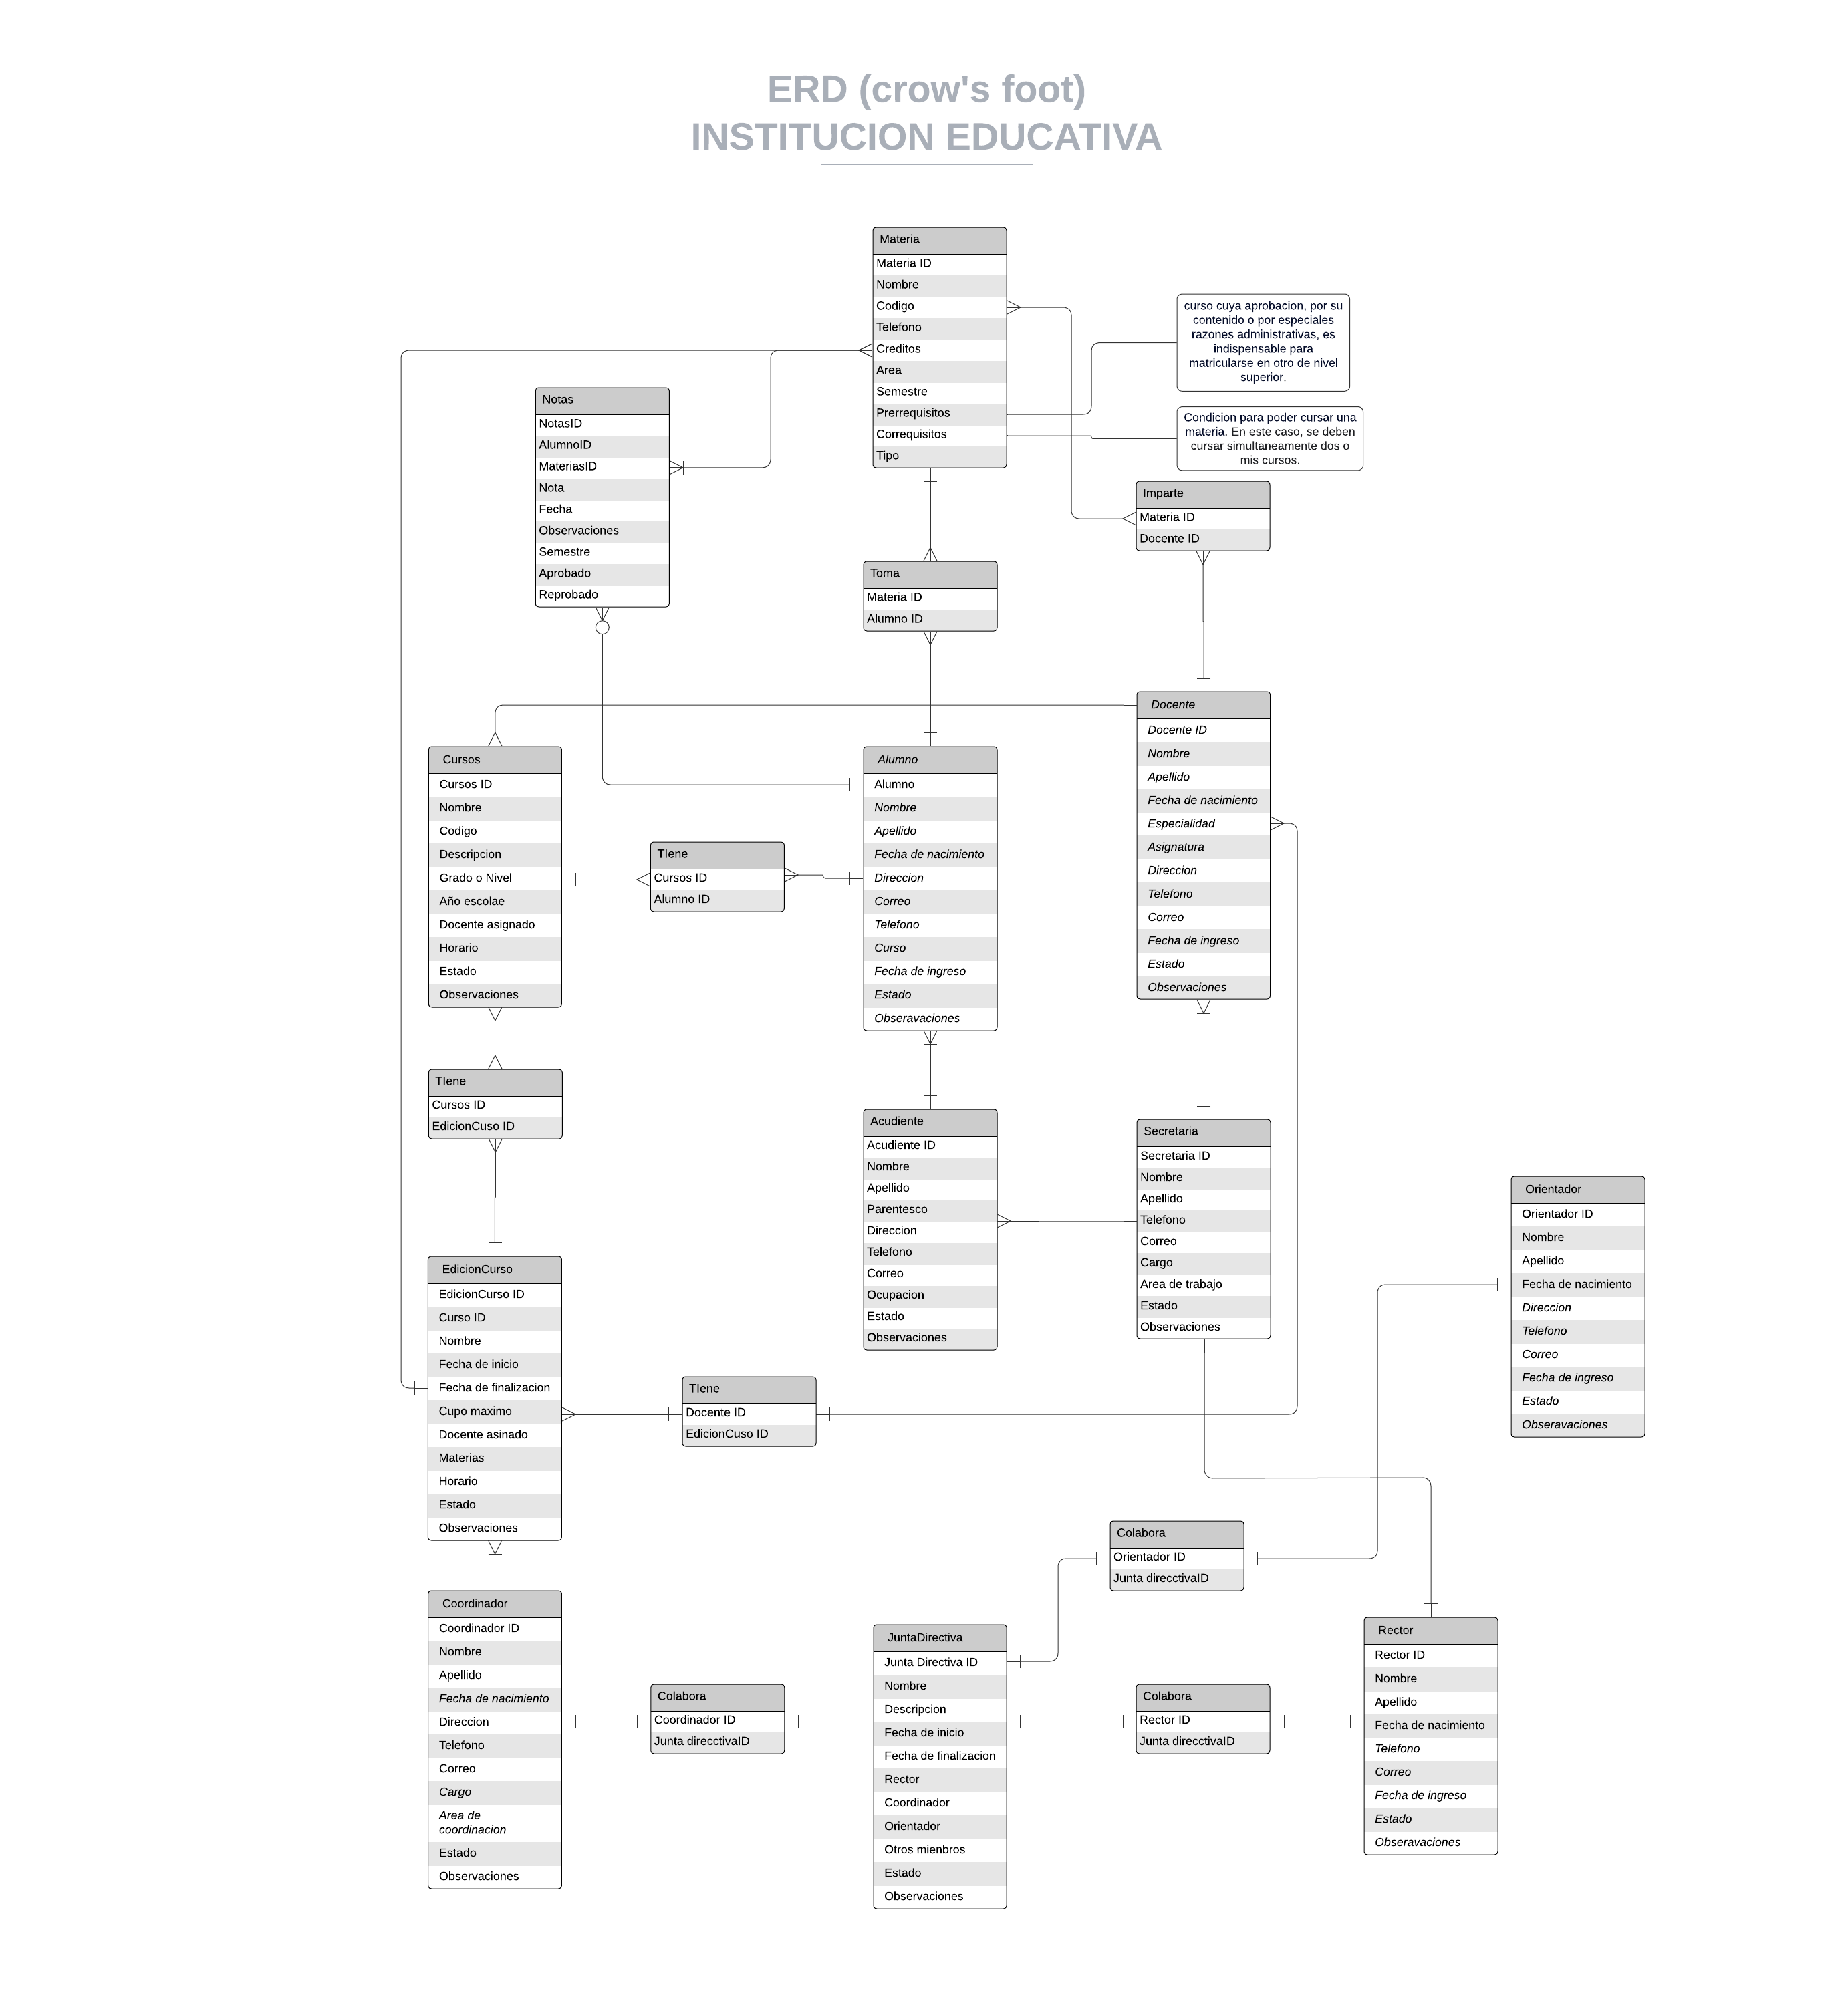 ERD (crow's foot)
INSTITUCION EDUCATIVA
Materia
Materia ID
Nombre
Codigo
Telefono
Creditos
Area
Semestre
Prerrequisitos
Correquisitos
Tipo
curso cuya aprobacion, por su
contenido o por especiales
razones administrativas, es
indispensable para
matricularse en otro de nivel
superior.
Condicion para poder cursar una
materia. En este caso, se deben
cursar simultaneamente dos o
mis cursos.
Notas
NotasID
AlumnoID
MateriasID
Nota
Fecha
Observaciones
Semestre
Aprobado
Reprobado
Imparte
Materia ID
Docente ID
Toma
Materia ID
Alumno ID
Docente
Docente ID
Nombre
Apellido
Fecha de nacimiento
Especialidad
Asignatura
Direccion
Telefono
Correo
Fecha de ingreso
Estado
Observaciones
Cursos
Cursos ID
Nombre
Codigo
Descripcion
Grado o Nivel
Año escolae
Docente asignado
Horario
Estado
Observaciones
TIene
Cursos ID
Alumno ID
Alumno
Alumno
Nombre
Apellido
Fecha de nacimiento
Direccion
Correo
Telefono
Curso
Fecha de ingreso
Estado
Obseravaciones
TIene
Cursos ID
EdicionCuso ID
Acudiente
Acudiente ID
Nombre
Apellido
Parentesco
Direccion
Telefono
Correo
Ocupacion
Estado
Observaciones
Secretaria
Secretaria ID
Nombre
Apellido
Telefono
Correo
Cargo
Area de trabajo
Estado
Observaciones
Orientador
Orientador ID
Nombre
Apellido
Fecha de nacimiento
Direccion
Telefono
Correo
Fecha de ingreso
Estado
Obseravaciones
EdicionCurso
EdicionCurso ID
Curso ID
Nombre
Fecha de inicio
Fecha de finalizacion
Cupo maximo
Docente asinado
Materias
Horario
Estado
Observaciones
TIene
Docente ID
EdicionCuso ID
Colabora
Orientador ID
Junta direcctivaID
Coordinador
Coordinador ID
Nombre
Apellido
Fecha de nacimiento
Direccion
Telefono
Correo
Cargo
Area de
coordinacion
Estado
Observaciones
Colabora
Coordinador ID
Junta direcctivaID
JuntaDirectiva
Junta Directiva ID
Nombre
Descripcion
Fecha de inicio
Fecha de finalizacion
Rector
Coordinador
Orientador
Otros mienbros
Estado
Observaciones
Colabora
Rector ID
Junta direcctivaID
Rector
Rector ID
Nombre
Apellido
Fecha de nacimiento
Telefono
Correo
Fecha de ingreso
Estado
Obseravaciones